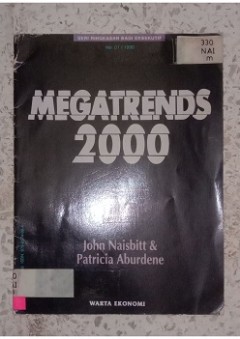 330.
NAI
m
MEGATRENDS
2000
John Naisbitt &
Patricia Aburdene
WARTA EKONOMI